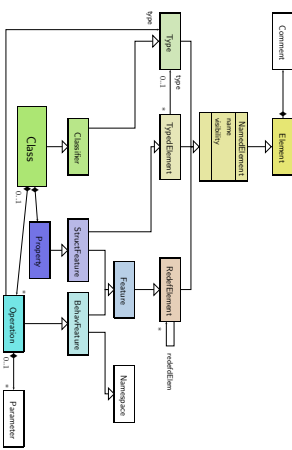 Comment
Element
NamedElement
name
visibility
type
Type
type
0..1
*
TypedElement
RedefElement
*
redefdElem
Classifier
Class
0..1
StructFeature
Property
Feature
BehavFeature
Namespace
*
Operation
0..1
*
Parameter